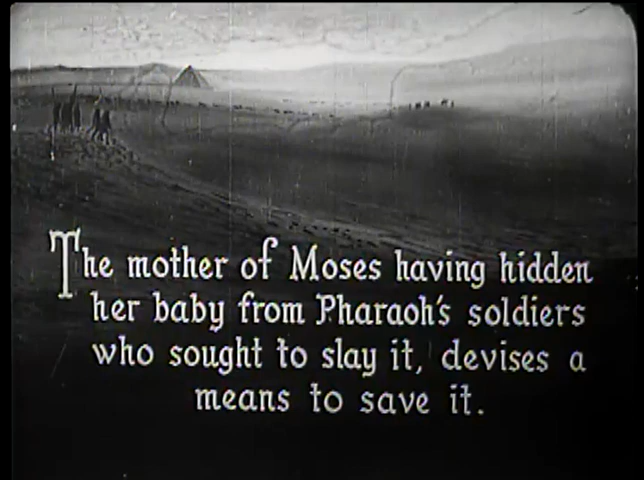 The mother of Moses having hidden
her baby from Pharaoh's soldiers
who sought to slay it, devises a
means to save it.